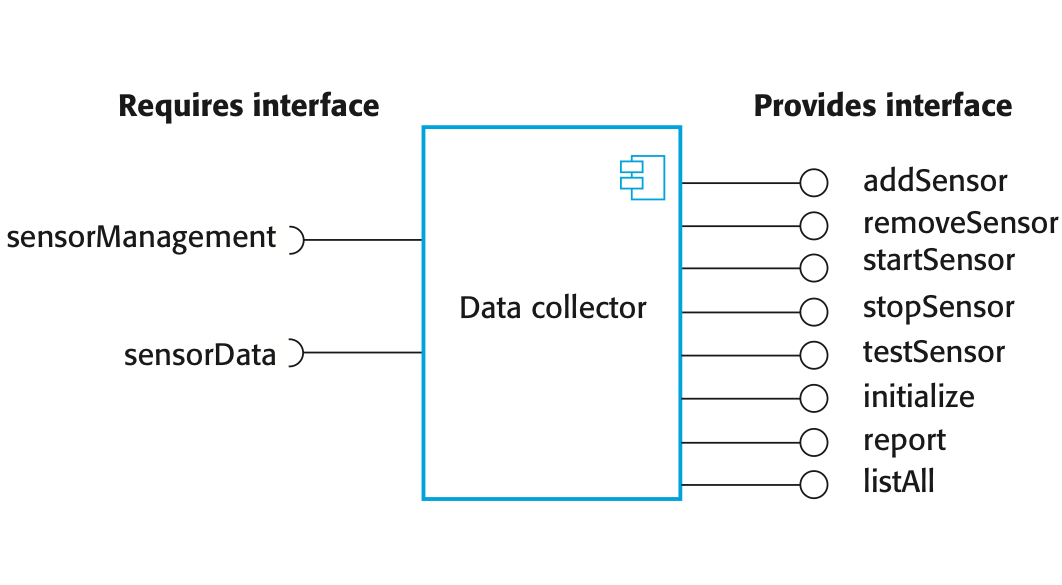 Requires interface
Provides interface
sensorManagement
sensorData
Data collector
addSensor
removeSensor
startSensor
stopSensor
testSensor
initialize
report
listAll